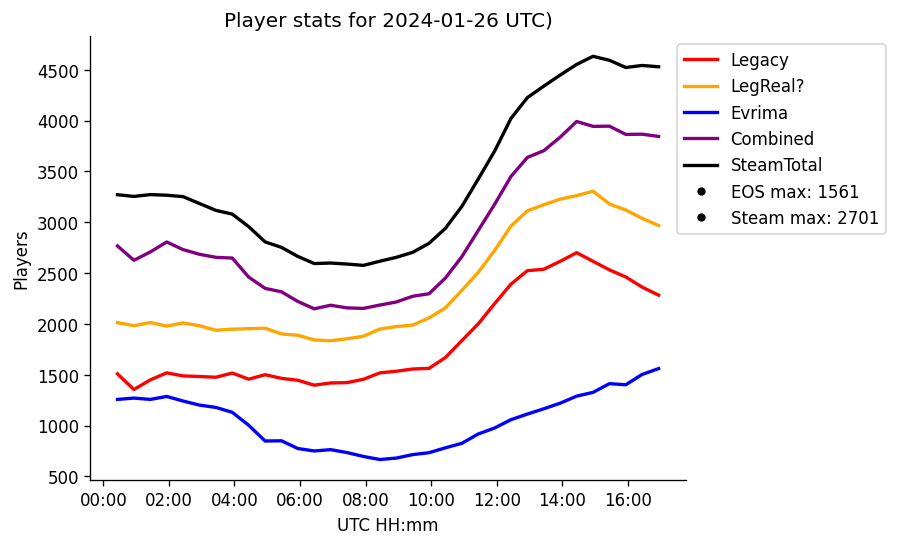 Player stats for 2024-01-26 UTC)
Players
4500
4000
3500
3000
2500
2000
1500
1000
500
00:00 02:00 04:00 06:00 08:00 10:00 12:00 14:00 16:00
UTC HH:mm
Legacy
LegReal?
Evrima
Combined
SteamTotal
EOS max: 1561
Steam max: 2701